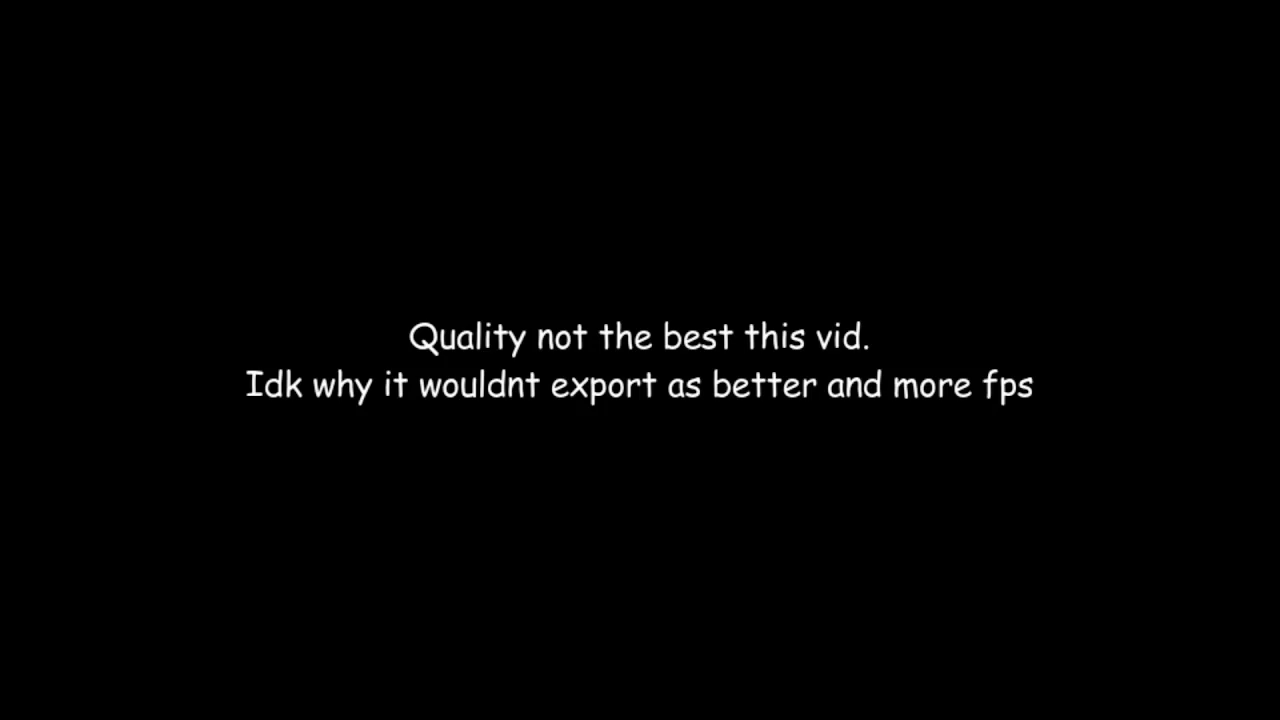 Quality not the best this vid.
Idk why it wouldnt export as better and more fps